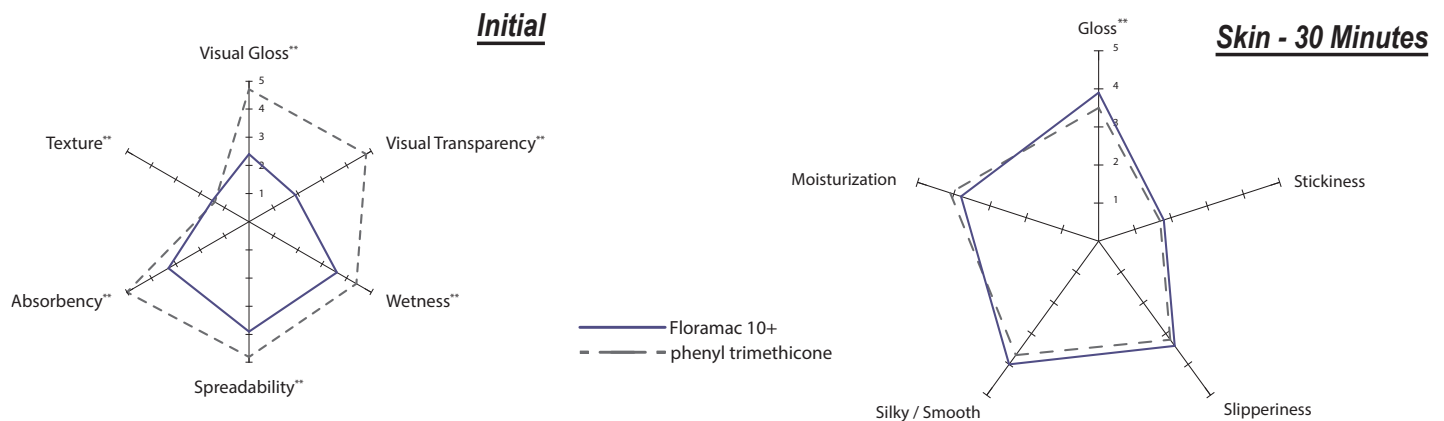 Initial
Visual Gloss**
5
4
3
2
1
Visual Transparency**
Texture**
Absorbency**
Wetness**
Spreadability**
Floramac 10+
phenyl trimethicone
Skin - 30 Minutes
Gloss**
5
4
3
2
1
Moisturization
Stickiness
Silky / Smooth
Slipperiness